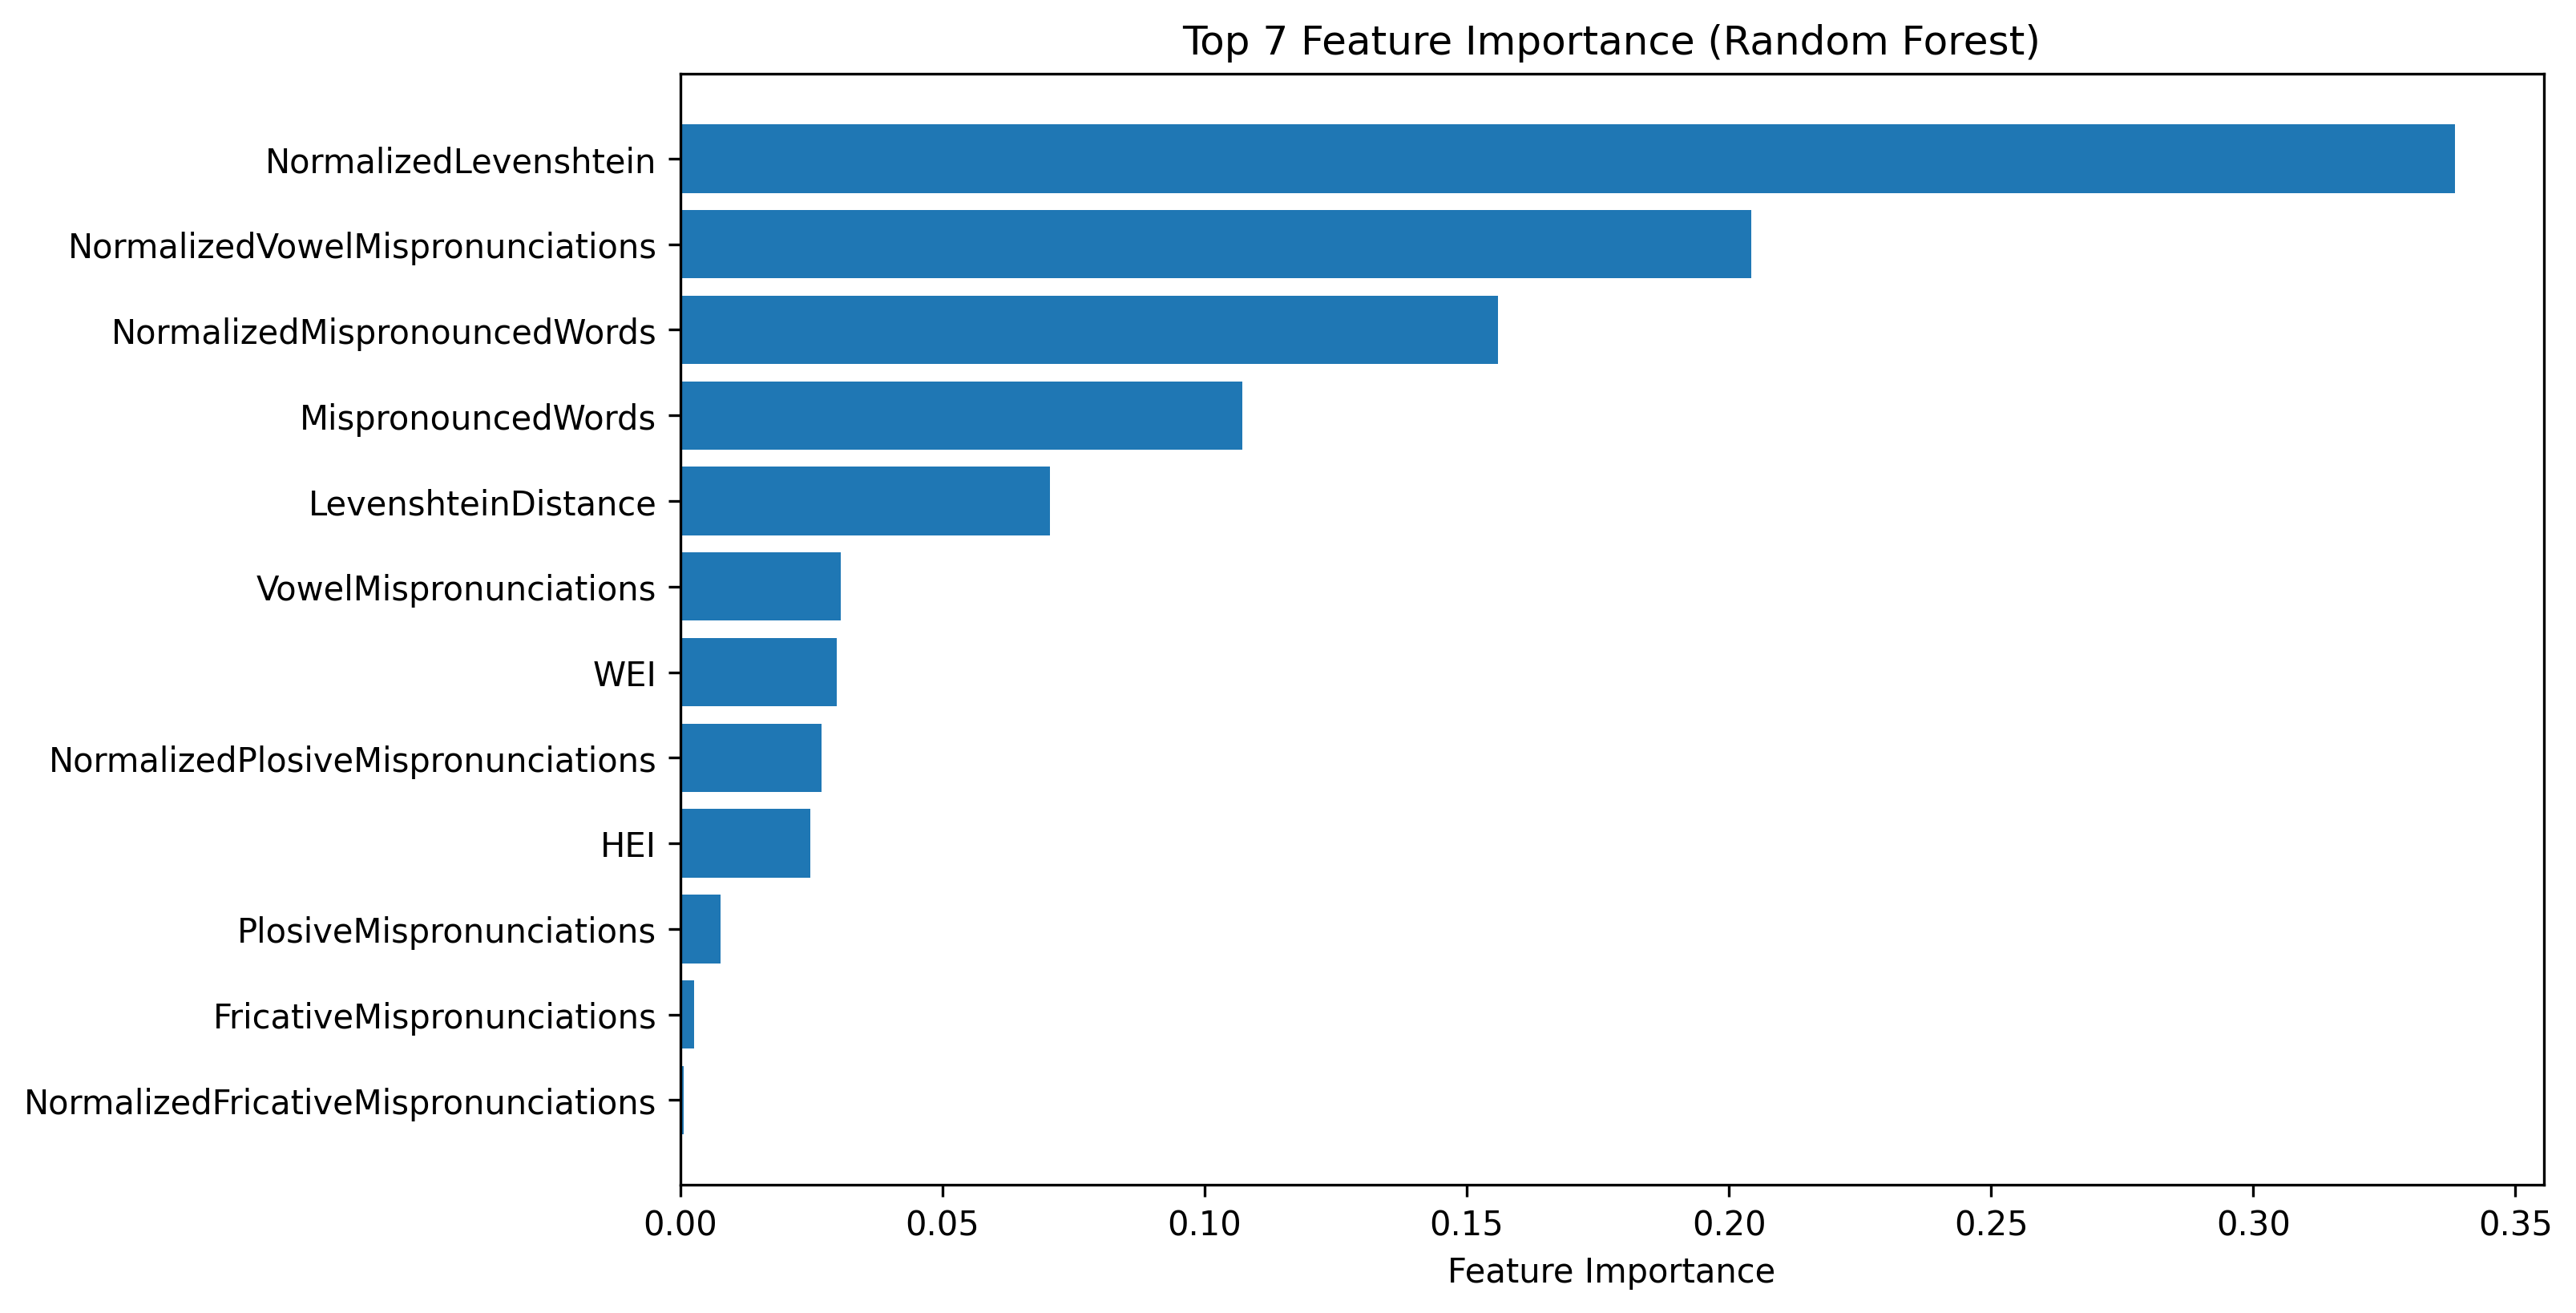 Top 7 Feature Importance (Random Forest)
NormalizedLevenshtein
NormalizedVowelMispronunciations
NormalizedMispronouncedWords
MispronouncedWords
LevenshteinDistance
VowelMispronunciations
WEI
NormalizedPlosiveMispronunciations
HEI
PlosiveMispronunciations
FricativeMispronunciations
NormalizedFricativeMispronunciations
0.00 0.05 0.10 0.15 0.20 0.25 0.30 0.35
Feature Importance